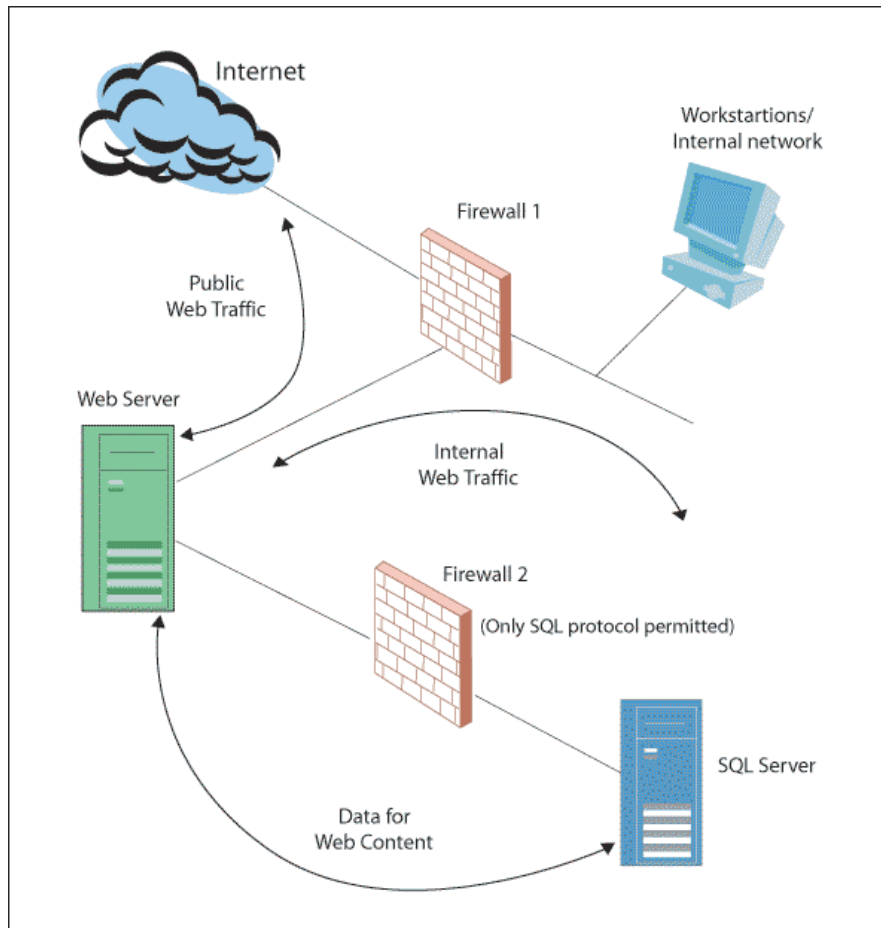 Internet
Workstartions/
Internal network
Firewall 1
Public
Web Traffic
Web Server
Internal
Web Traffic
Firewall 2
(Only SQL protocol permitted)
SQL Server
Data for
Web Content